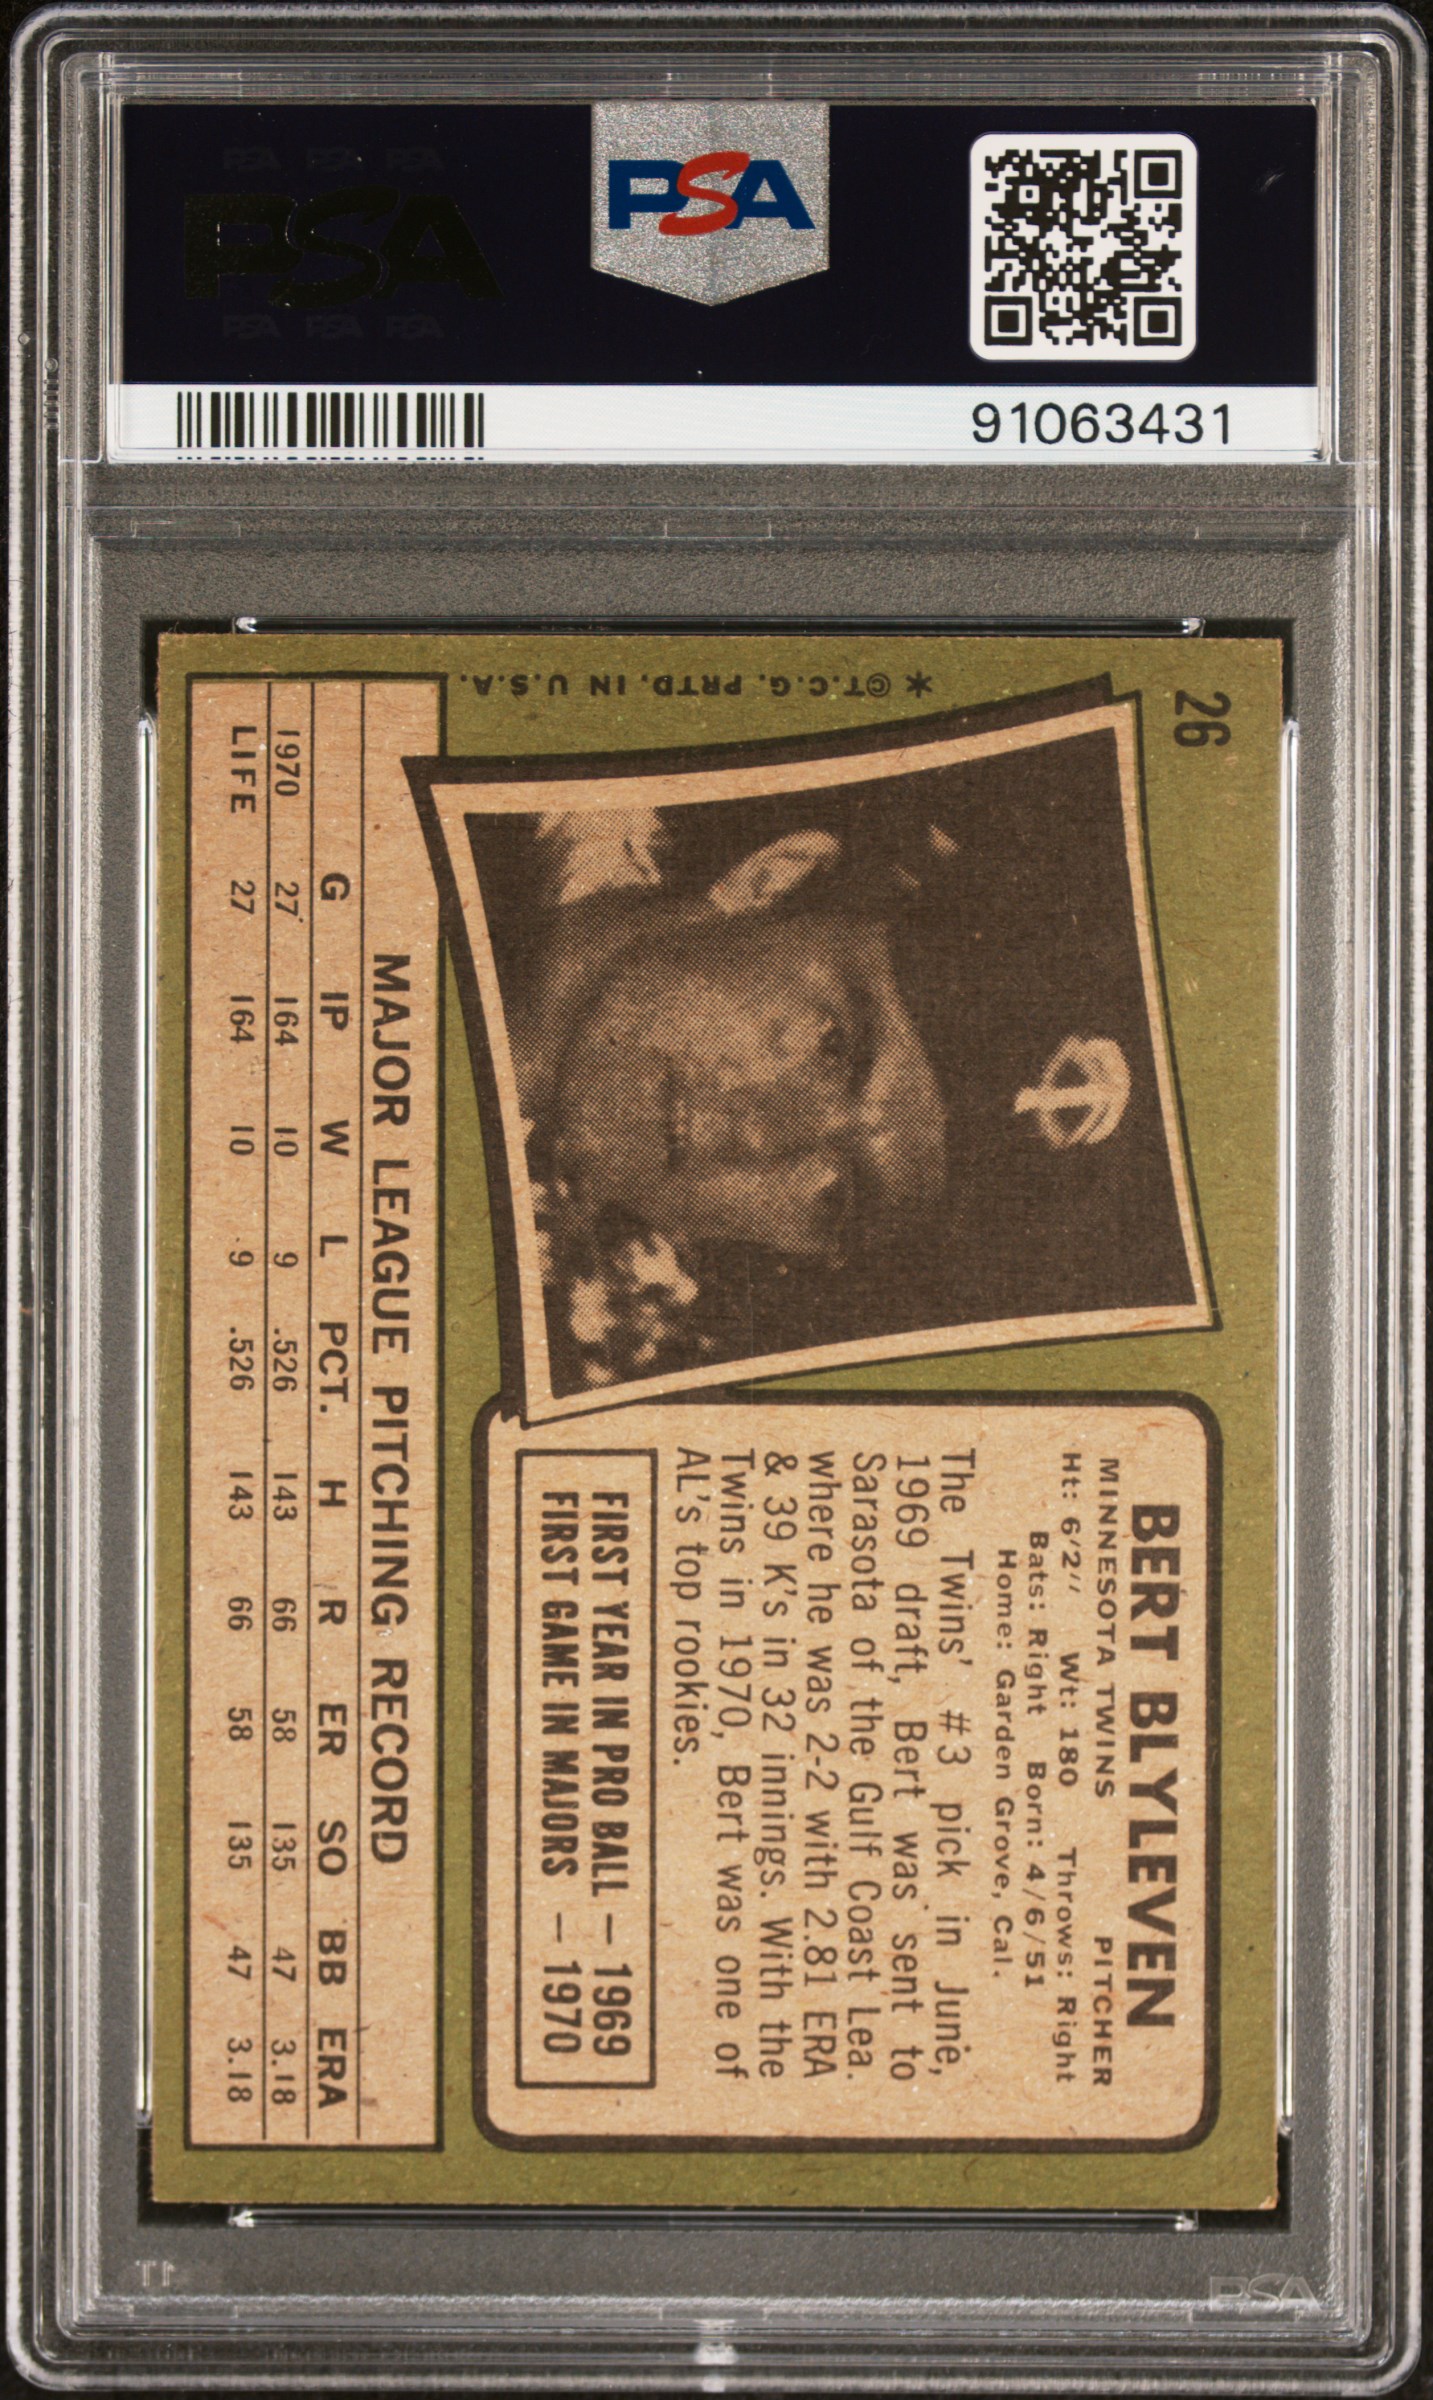 PSA PSA PSA
PSA
PSA PSA PSA
PSA
91063431
26
* ©T.C.G. PRTD. IN U.S.A.
BERT BLYLEVEN
MINNESOTA TWINS PITCHER
Ht: 6'2'' Wt: 180 Throws: Right
Bats: Right Born: 4/6/51
Home: Garden Grove, Cal.
The Twins' #3 pick in June,
1969 draft, Bert was sent to
Sarasota of the Gulf Coast Lea.
where he was 2-2 with 2.81 ERA
& 39 K's in 32 innings. With the
Twins in 1970, Bert was one of
AL's top rookies.
FIRST YEAR IN PRO BALL — 1969
FIRST GAME IN MAJORS — 1970
MAJOR LEAGUE PITCHING RECORD
G IP W L PCT. H R ER SO BB ERA
1970 27 164 10 9 .526 143 66 58 135 47 3.18
LIFE 27 164 10 9 .526 143 66 58 135 47 3.18
PSA